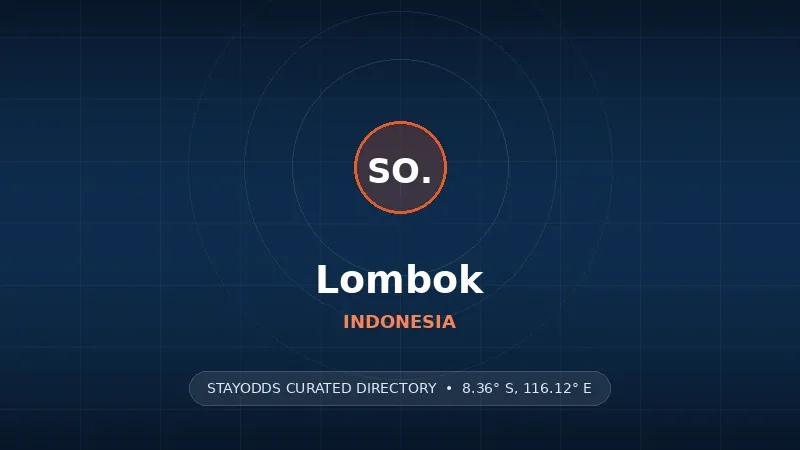 SO.
Lombok
INDONESIA
STAYODDS CURATED DIRECTORY • 8.36° S, 116.12° E